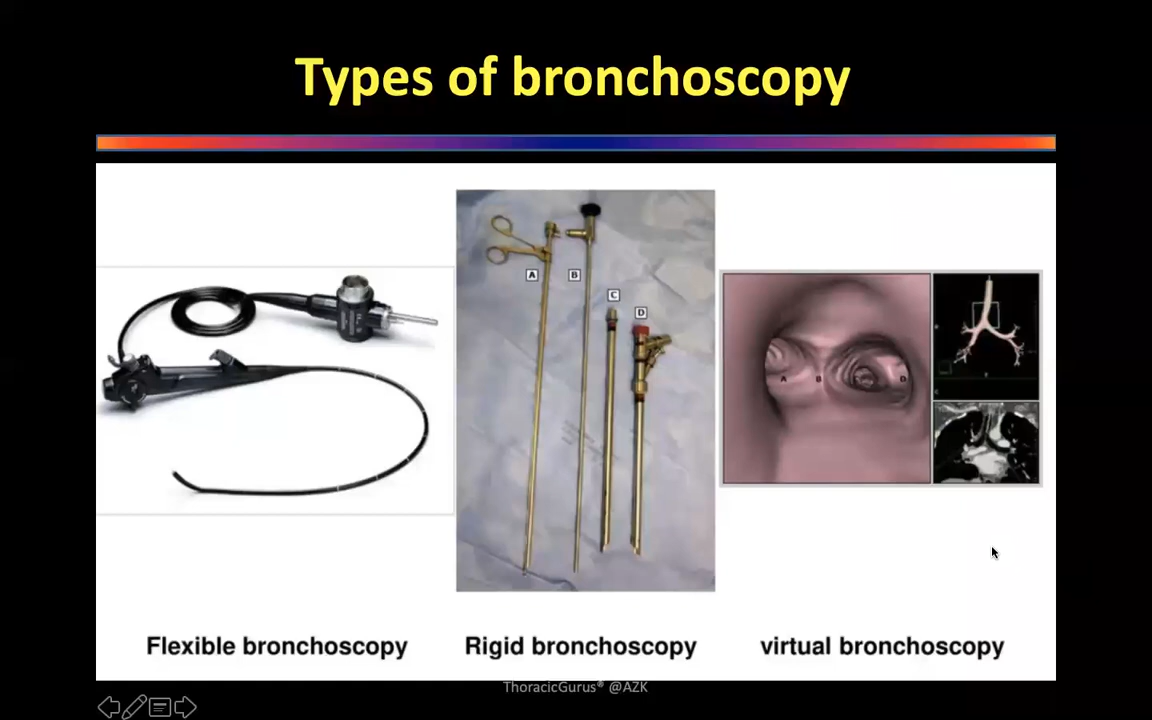 Types of bronchoscopy
A
B
C
D
A
B
D
Flexible bronchoscopy
Rigid bronchoscopy
virtual bronchoscopy
ThoracicGurus® @AZK